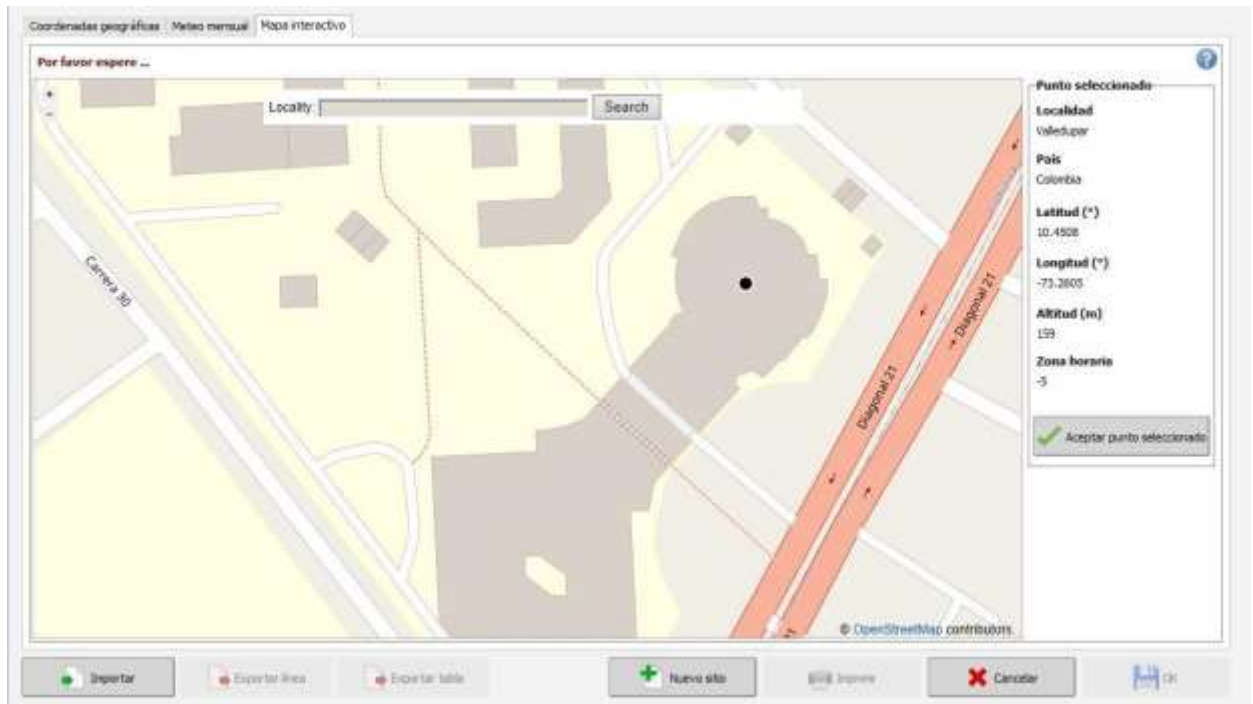 Coordenadas geográficas Meteo mensual Mapa interactivo
Por favor espere ...
+
-
Locality Search
Punto seleccionado
Localidad
Valledupar
País
Colombia
Latitud (°)
10.4508
Longitud (°)
-73.2605
Altitud (m)
159
Zona horaria
-5
Aceptar punto seleccionado
Carrera 30
Diagonal 21
Diagonal 21
© OpenStreetMap contributors.
Importar Exportar línea Exportar tabla Nuevo sitio Imprimir Cancelar OK